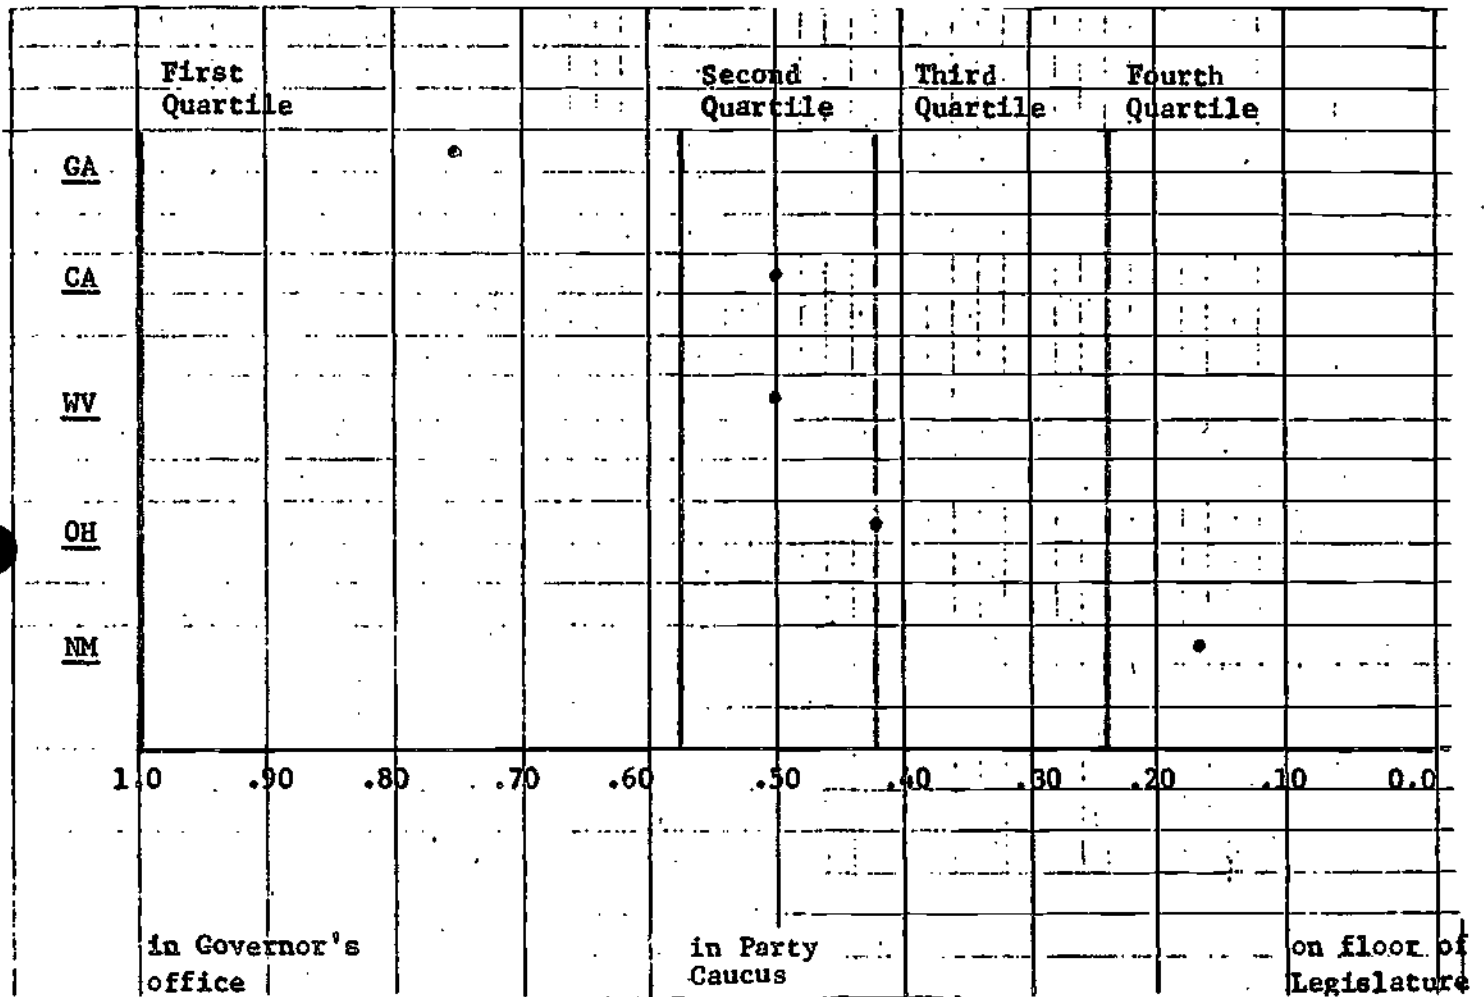 First Second Third Fourth
Quartile Quartile Quartile Quartile
GA
CA
WV
OH
NM
1.0 .90 .80 .70 .60 .50 .40 .30 .20 .10 0.0
in Governor's in Party on floor of
office Caucus Legislature